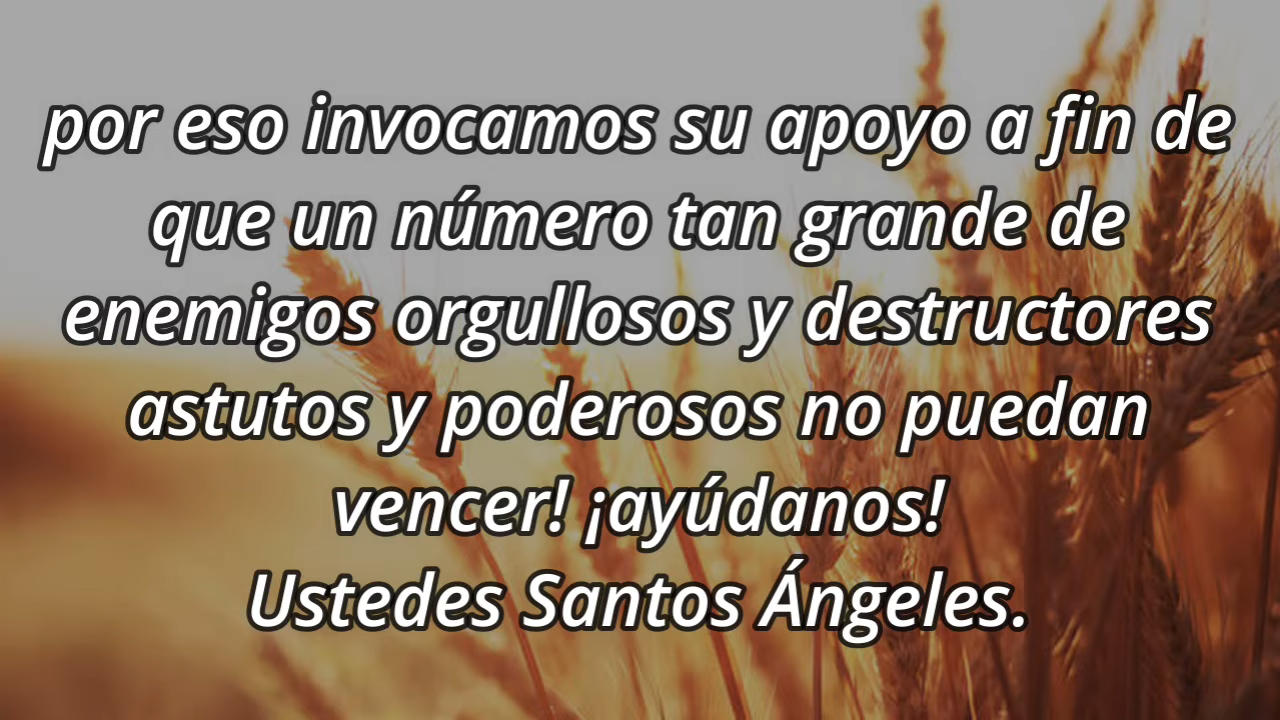 por eso invocamos su apoyo a fin de
que un número tan grande de
enemigos orgullosos y destructores
astutos y poderosos no puedan
vencer! ¡ayúdanos!
Ustedes Santos Ángeles.